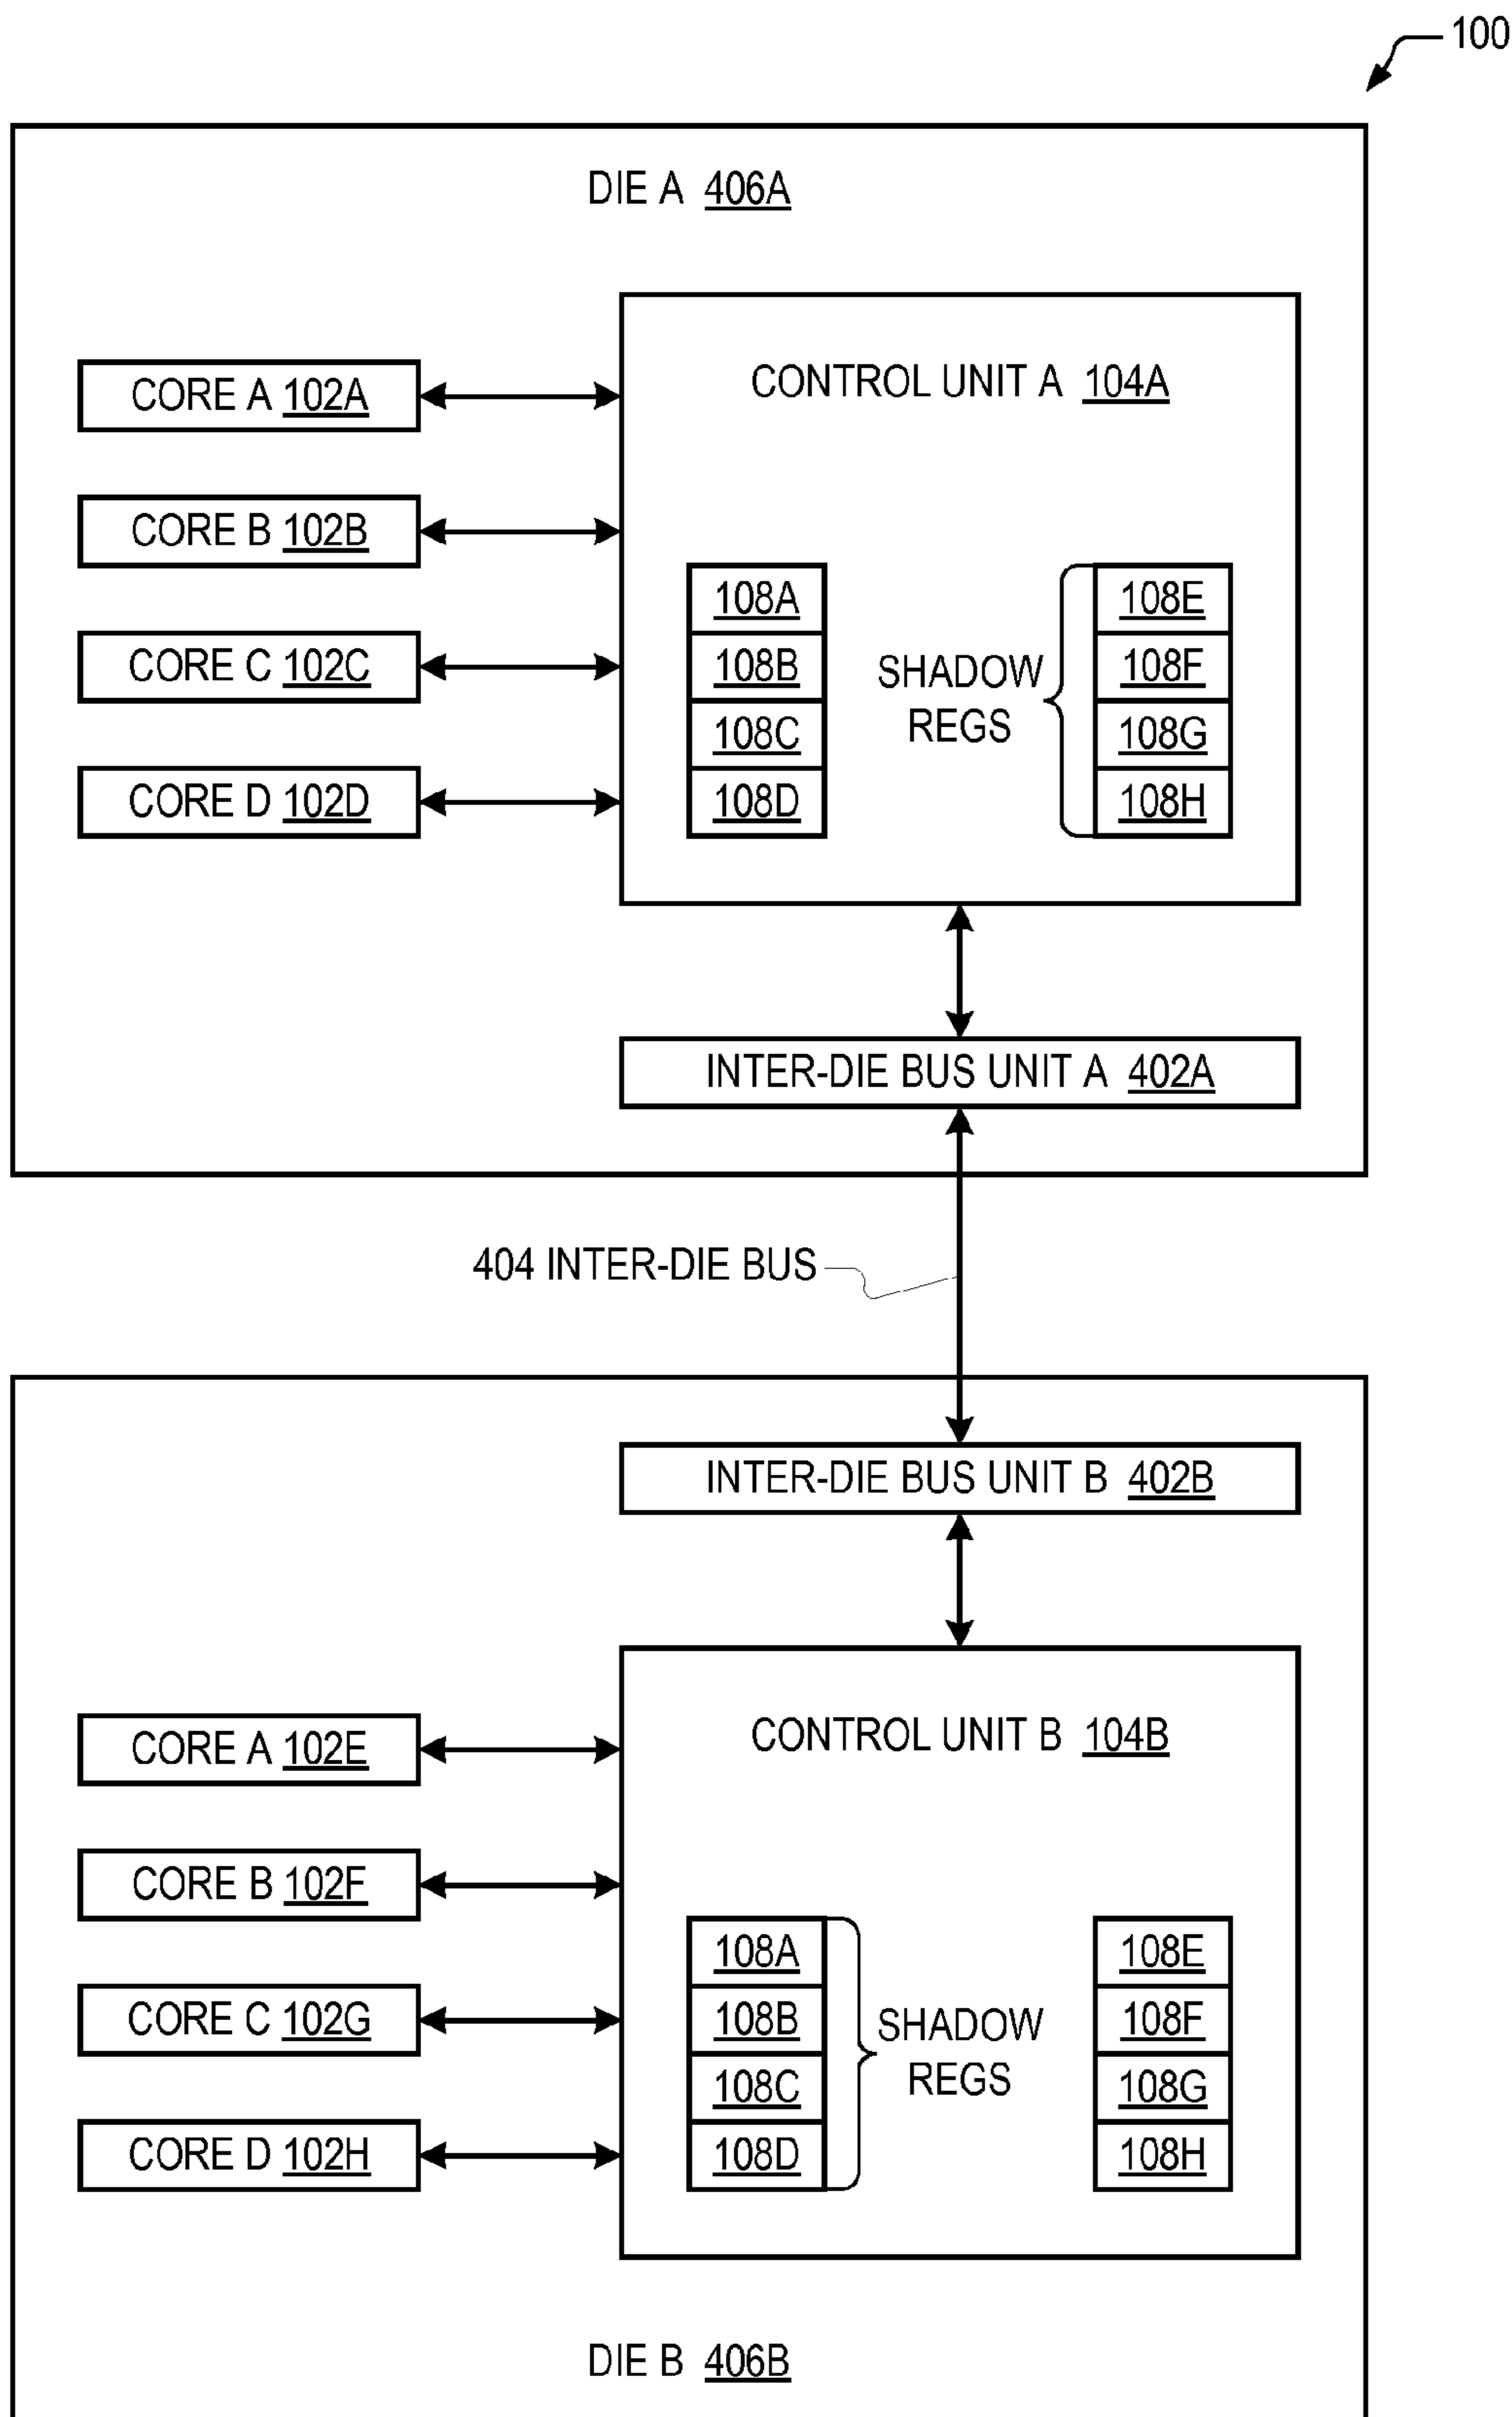 100
DIE A 406A
CONTROL UNIT A 104A
CORE A 102A
CORE B 102B
CORE C 102C
CORE D 102D
108A
108B
108C
108D
SHADOW
REGS
108E
108F
108G
108H
INTER-DIE BUS UNIT A 402A
404 INTER-DIE BUS
INTER-DIE BUS UNIT B 402B
CONTROL UNIT B 104B
CORE A 102E
CORE B 102F
CORE C 102G
CORE D 102H
108A
108B
108C
108D
SHADOW
REGS
108E
108F
108G
108H
DIE B 406B